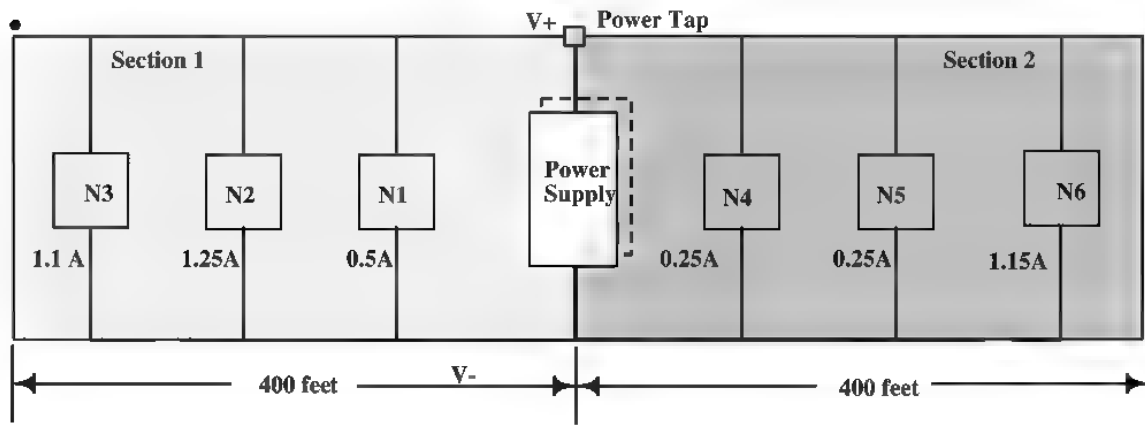 V+ Power Tap
Section 1
Section 2
Power
Supply
N3
N2
N1
N4
N5
N6
1.1 A
1.25A
0.5A
0.25A
0.25A
1.15A
400 feet
V-
400 feet